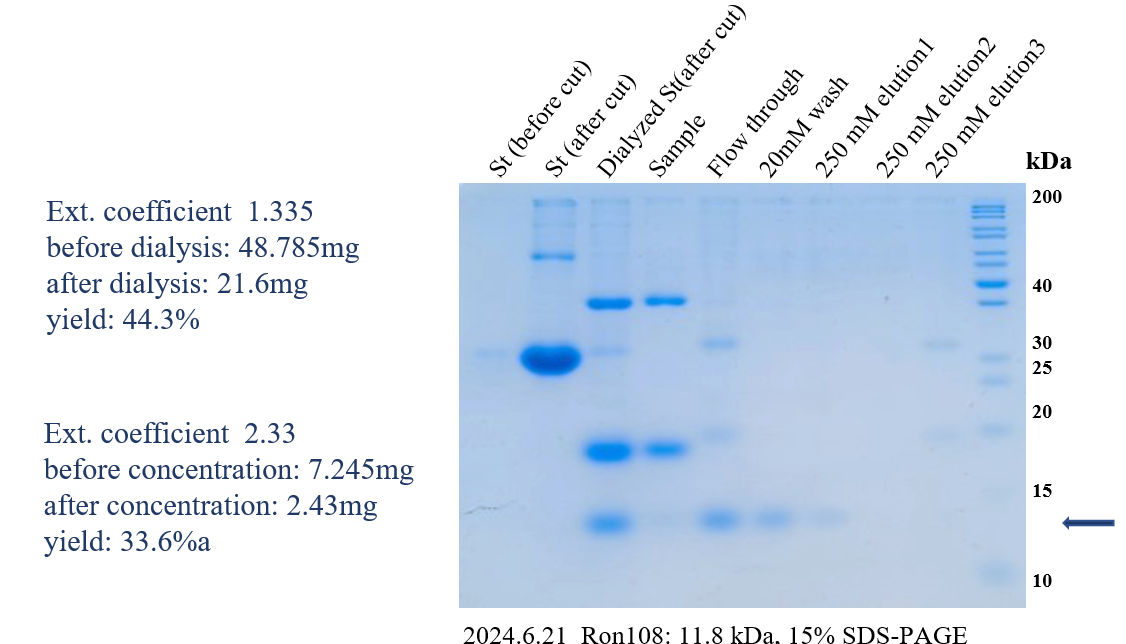 St (before cut)
St (after cut)
Dialyzed St(after cut)
Sample
Flow through
20mM wash
250 mM elution1
250 mM elution2
250 mM elution3
kDa
200
40
30
25
20
15
10
Ext. coefficient 1.335
before dialysis: 48.785mg
after dialysis: 21.6mg
yield: 44.3%
Ext. coefficient 2.33
before concentration: 7.245mg
after concentration: 2.43mg
yield: 33.6%a
2024.6.21 Ron108: 11.8 kDa, 15% SDS-PAGE